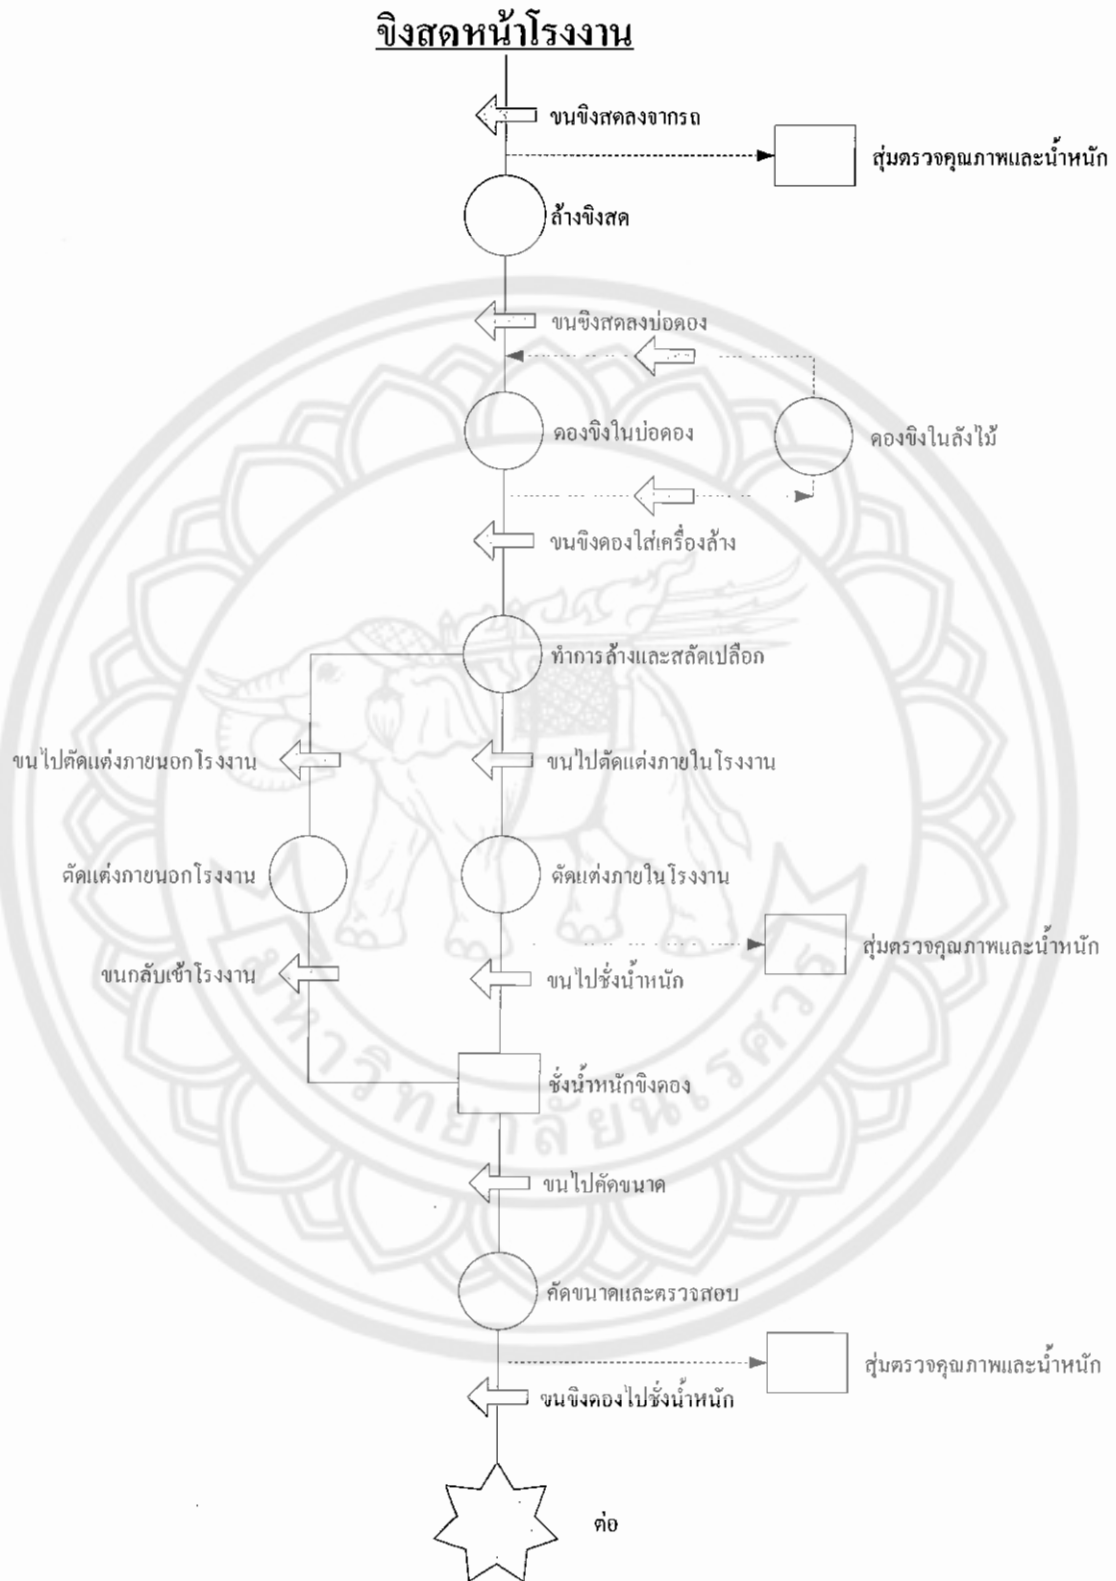 ขิงสดหน้าโรงงาน
ขนขิงสดลงจากรถ
สุ่มตรวจคุณภาพและน้ำหนัก
ล้างขิงสด
ขนขิงสดลงบ่อดอง
ดองขิงในบ่อดอง
ดองขิงในลังไม้
ขนขิงดองใส่เครื่องล้าง
ทำการล้างและสลัดเปลือก
ขนไปตัดแต่งภายนอกโรงงาน
ขนไปตัดแต่งภายในโรงงาน
ตัดแต่งภายนอกโรงงาน
ตัดแต่งภายในโรงงาน
สุ่มตรวจคุณภาพและน้ำหนัก
ขนกลับเข้าโรงงาน
ขนไปชั่งน้ำหนัก
ชั่งน้ำหนักขิงดอง
มหาวิทยาลัยนเรศวร
ขนไปคัดขนาด
คัดขนาดและตรวจสอบ
สุ่มตรวจคุณภาพและน้ำหนัก
ขนขิงดองไปชั่งน้ำหนัก
ต่อ